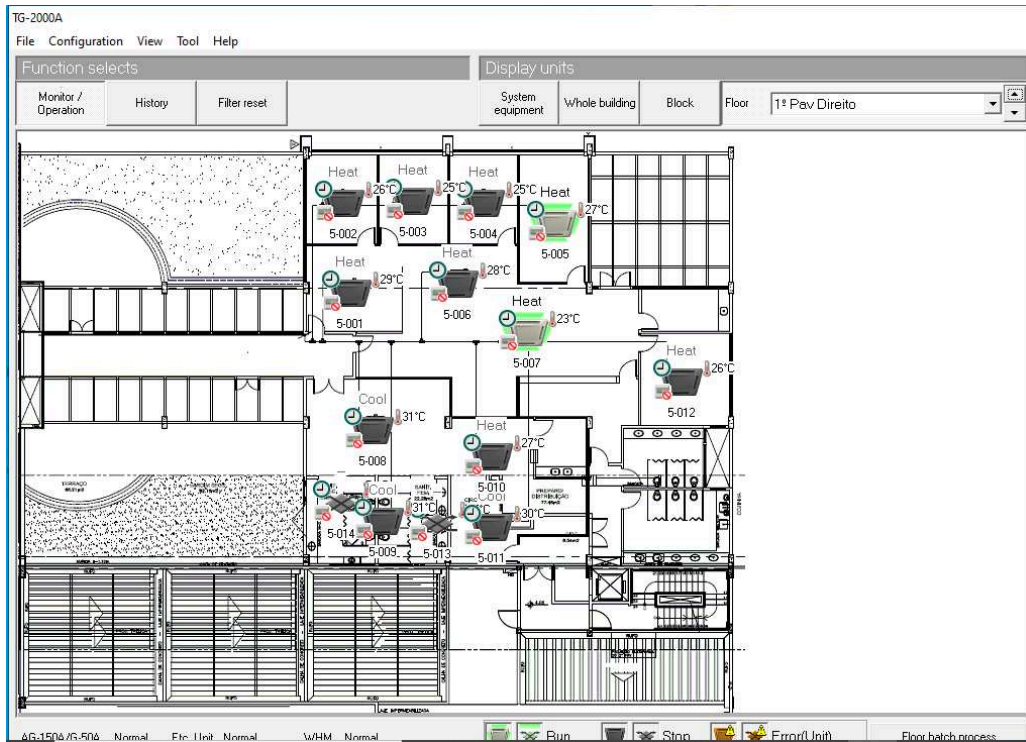 TG-2000A
File Configuration View Tool Help
Function selects
Display units
Monitor / Operation
History
Filter reset
System equipment
Whole building
Block
Floor
1º Pav Direito
Heat
26°C
5-002
Heat
25°C
5-003
Heat
25°C
5-004
Heat
27°C
5-005
Heat
29°C
5-001
Heat
28°C
5-006
Heat
23°C
5-007
Heat
26°C
5-012
Cool
31°C
5-008
Heat
27°C
5-010
5-014
Cool
31°C
5-009
5-013
Cool
30°C
5-011
TERRAÇO
PREPARO
DISTRIBUIÇÃO
AG-150A/G-50A Normal Etc. Unit Normal WHM Normal
Run
Stop
Error(Unit)
Floor batch process